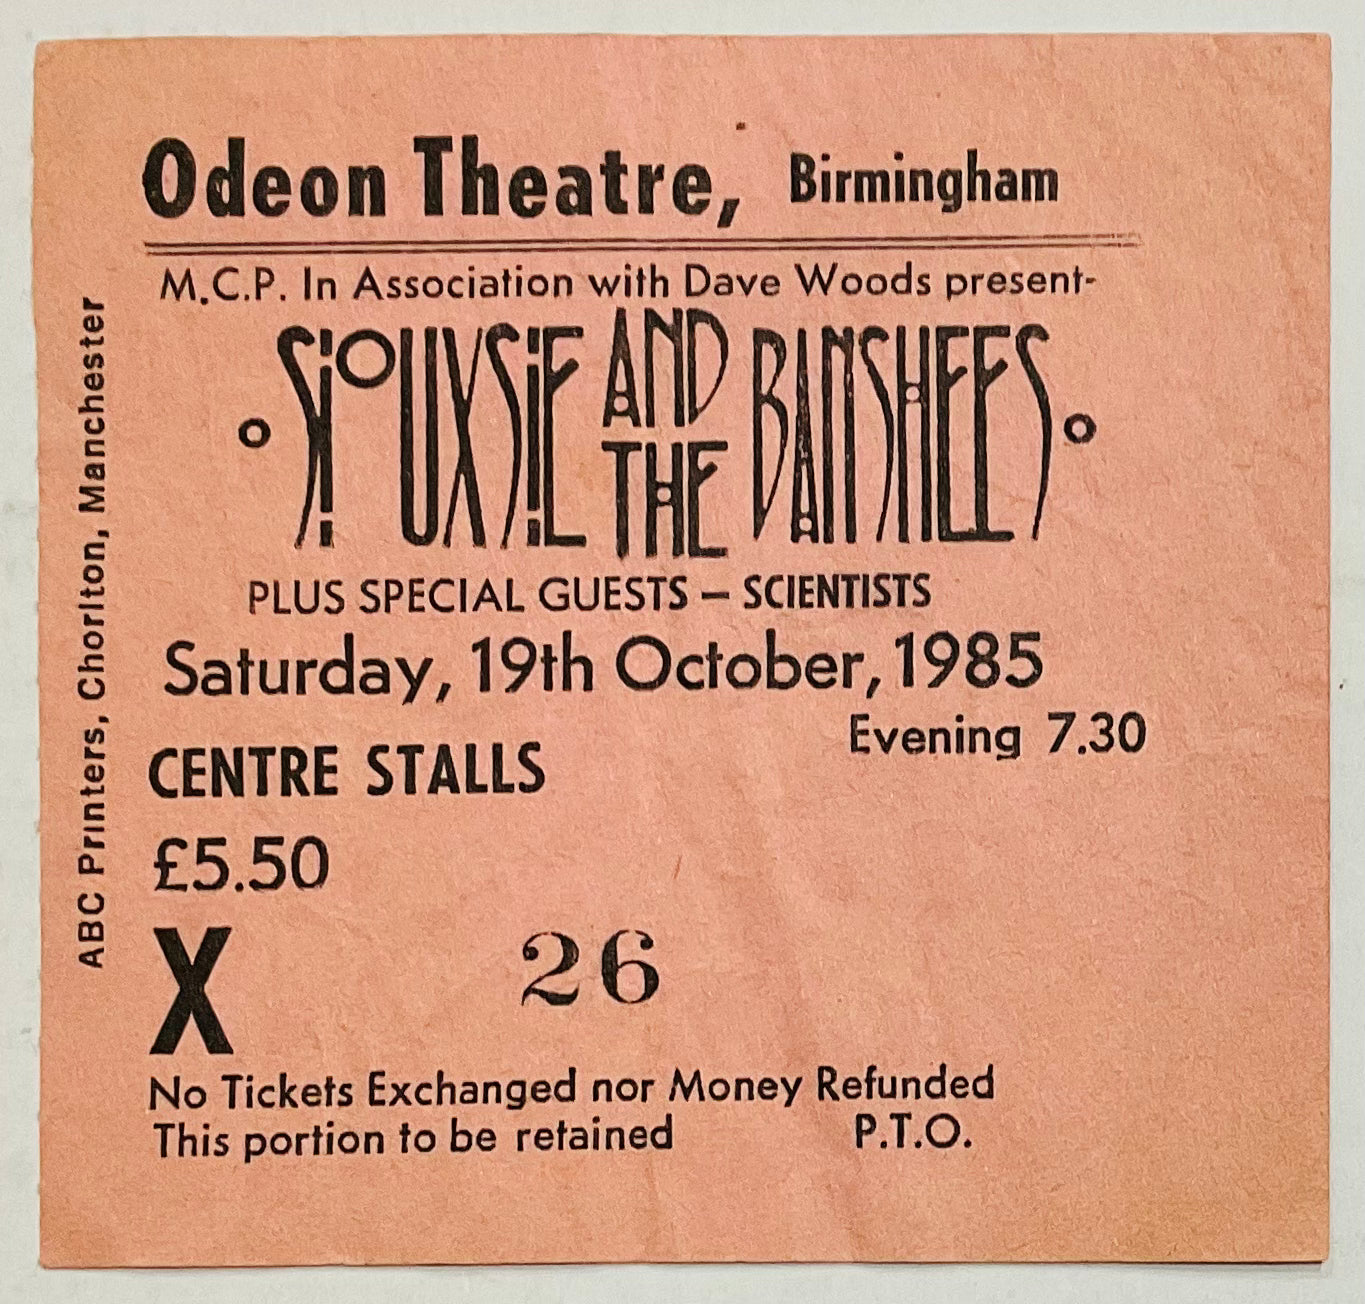 Odeon Theatre, Birmingham
M.C.P. In Association with Dave Woods present-
SIOUXSIE AND THE BANSHEES
PLUS SPECIAL GUESTS – SCIENTISTS
Saturday, 19th October, 1985
Evening 7.30
CENTRE STALLS
£5.50
X 26
No Tickets Exchanged nor Money Refunded
This portion to be retained P.T.O.
ABC Printers, Chorlton, Manchester